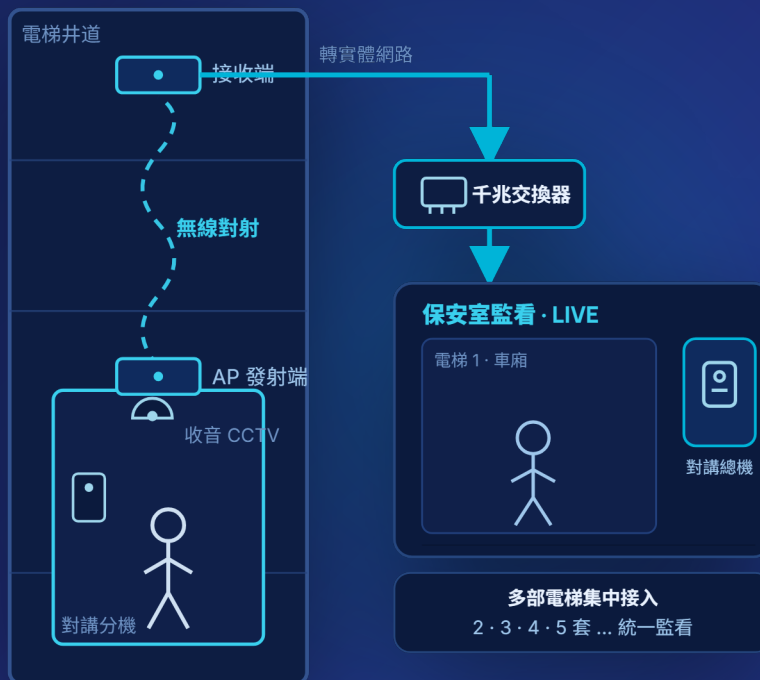 電梯井道
接收端
轉實體網路
千兆交換器
無線對射
保安室監看 · LIVE
電梯 1 · 車廂
AP 發射端
收音 CCTV
對講總機
對講分機
多部電梯集中接入
2 · 3 · 4 · 5 套 ... 統一監看